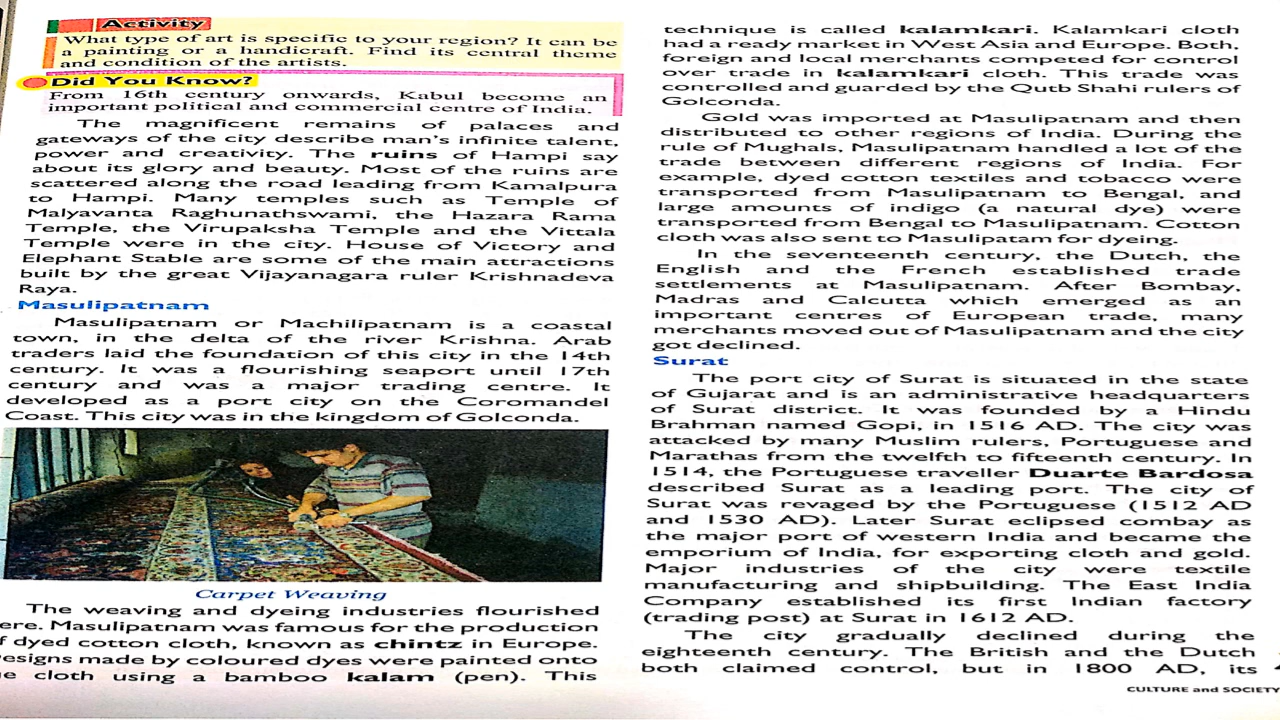 Activity
What type of art is specific to your region? It can be
a painting or a handicraft. Find its central theme
and condition of the artists.
Did You Know?
From 16th century onwards, Kabul become an
important political and commercial centre of India.
The magnificent remains of palaces and
gateways of the city describe man's infinite talent,
power and creativity. The ruins of Hampi say
about its glory and beauty. Most of the ruins are
scattered along the road leading from Kamalpura
to Hampi. Many temples such as Temple of
Malyavanta Raghunathswami, the Hazara Rama
Temple, the Virupaksha Temple and the Vittala
Temple were in the city. House of Victory and
Elephant Stable are some of the main attractions
built by the great Vijayanagara ruler Krishnadeva
Raya.
Masulipatnam
Masulipatnam or Machilipatnam is a coastal
town, in the delta of the river Krishna. Arab
traders laid the foundation of this city in the 14th
century. It was a flourishing seaport until 17th
century and was a major trading centre. It
developed as a port city on the Coromandel
Coast. This city was in the kingdom of Golconda.
Carpet Weaving
The weaving and dyeing industries flourished
ere. Masulipatnam was famous for the production
f dyed cotton cloth, known as chintz in Europe.
esigns made by coloured dyes were painted onto
e cloth using a bamboo kalam (pen). This
technique is called kalamkari. Kalamkari cloth
had a ready market in West Asia and Europe. Both,
foreign and local merchants competed for control
over trade in kalamkari cloth. This trade was
controlled and guarded by the Qutb Shahi rulers of
Golconda.
Gold was imported at Masulipatnam and then
distributed to other regions of India. During the
rule of Mughals, Masulipatnam handled a lot of the
trade between different regions of India. For
example, dyed cotton textiles and tobacco were
transported from Masulipatnam to Bengal, and
large amounts of indigo (a natural dye) were
transported from Bengal to Masulipatnam. Cotton
cloth was also sent to Masulipatam for dyeing.
In the seventeenth century, the Dutch, the
English and the French established trade
settlements at Masulipatnam. After Bombay,
Madras and Calcutta which emerged as an
important centres of European trade, many
merchants moved out of Masulipatnam and the city
got declined.
Surat
The port city of Surat is situated in the state
of Gujarat and is an administrative headquarters
of Surat district. It was founded by a Hindu
Brahman named Gopi, in 1516 AD. The city was
attacked by many Muslim rulers, Portuguese and
Marathas from the twelfth to fifteenth century. In
1514, the Portuguese traveller Duarte Bardosa
described Surat as a leading port. The city of
Surat was revaged by the Portuguese (1512 AD
and 1530 AD). Later Surat eclipsed combay as
the major port of western India and became the
emporium of India, for exporting cloth and gold.
Major industries of the city were textile
manufacturing and shipbuilding. The East India
Company established its first Indian factory
(trading post) at Surat in 1612 AD.
The city gradually declined during the
eighteenth century. The British and the Dutch
both claimed control, but in 1800 AD, its
CULTURE and SOCIETY